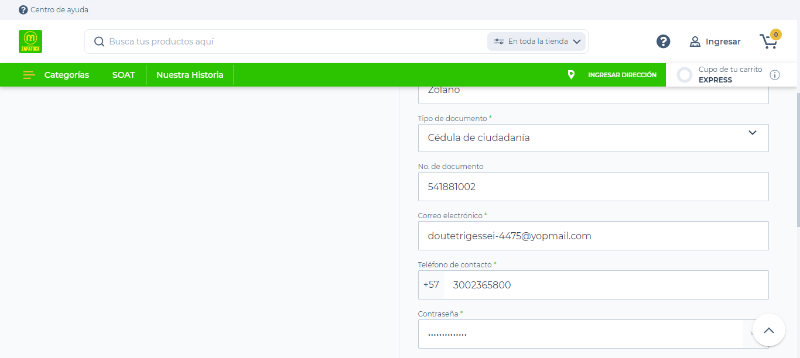 Centro de ayuda
Busca tus productos aquí
En toda la tienda
Ingresar
0
Categorías
SOAT
Nuestra Historia
INGRESAR DIRECCIÓN
Cupo de tu carrito
EXPRESS
Zolano
Tipo de documento *
Cédula de ciudadanía
No. de documento
541881002
Correo electrónico *
doutetrigessei-4475@yopmail.com
Teléfono de contacto *
+57 3002365800
Contraseña *
••••••••••••••